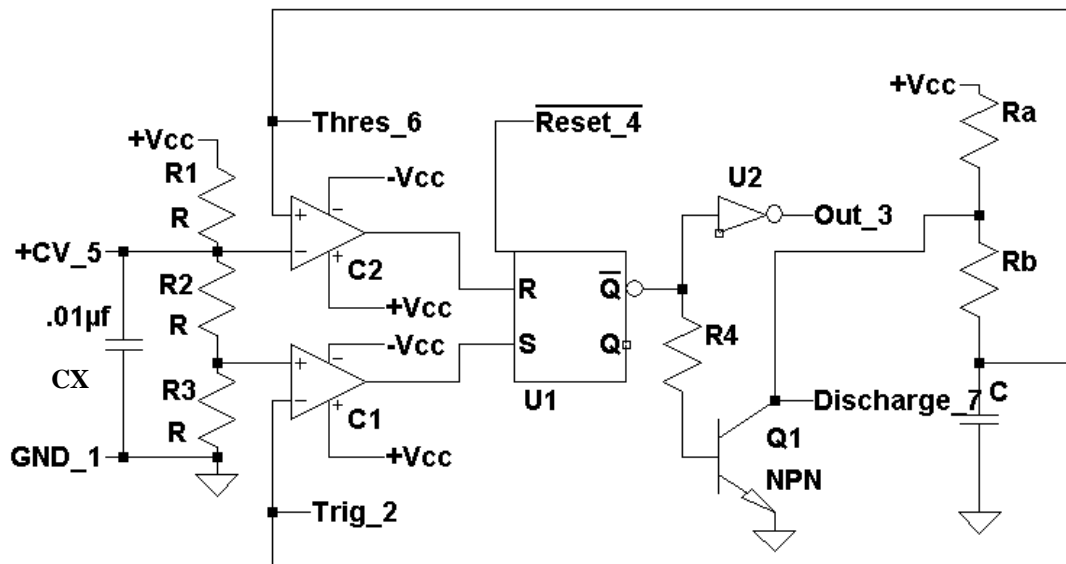 +Vcc
Thres_6
Reset_4
+Vcc
Ra
R1
R
-Vcc
U2
Out_3
+CV_5
+
-
-
+
C2
R2
R
+Vcc
R
Q
S
Q
U1
R4
Rb
.01µf
CX
-Vcc
+
-
-
+
C1
R3
R
+Vcc
Discharge_7
C
Q1
NPN
GND_1
Trig_2